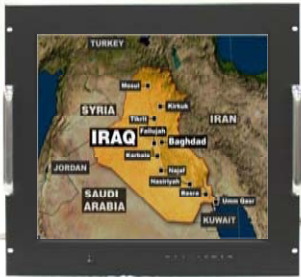 TURKEY
Mosul
SYRIA
Kirkuk
IRAN
Tikrit
Fallujah
IRAQ
Baghdad
Karbala
JORDAN
Najaf
Nasiriyah
SAUDI
ARABIA
Basra
Umm Qasr
KUWAIT